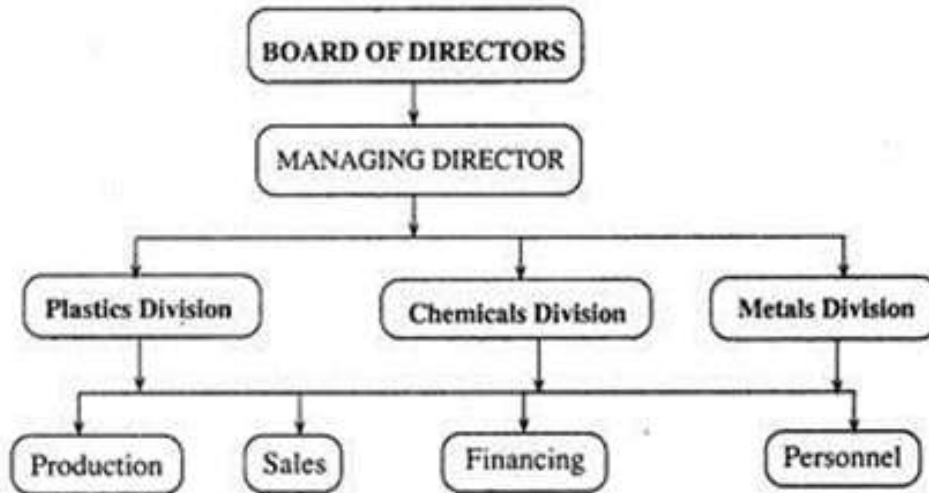 BOARD OF DIRECTORS
MANAGING DIRECTOR
Plastics Division
Chemicals Division
Metals Division
Production
Sales
Financing
Personnel